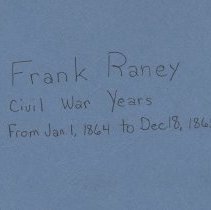 Frank Raney
Civil War Years
From Jan 1, 1864 to Dec 18, 186